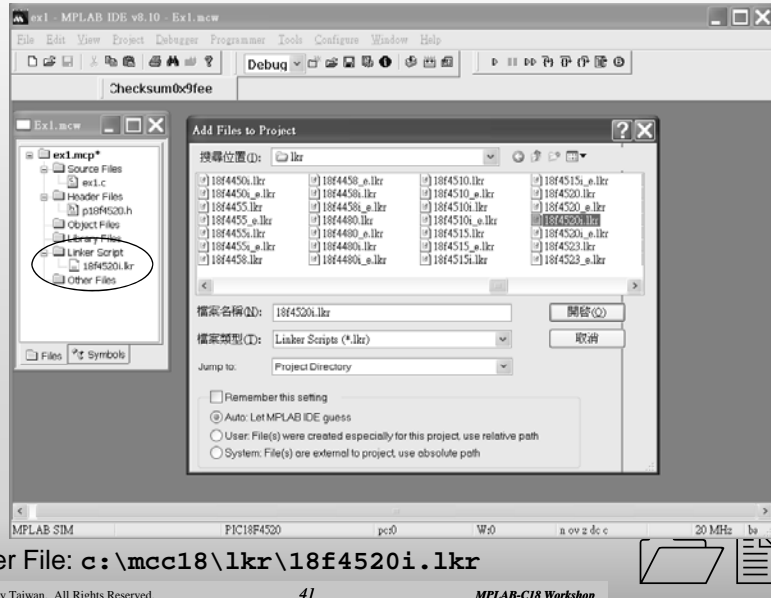 ex1 - MPLAB IDE v8.10 - Ex1.mcw
File Edit View Project Debugger Programmer Tools Configure Window Help
Debug
Checksum0x9fee
Ex1.mcw
ex1.mcp*
Source Files
ex1.c
Header Files
p18f4520.h
Object Files
Library Files
Linker Script
18f4520i.lkr
Other Files
Files Symbols
Add Files to Project
搜尋位置(I): lkr
18f4450i.lkr 18f4458_e.lkr 18f4510.lkr 18f4515i_e.lkr
18f4450i_e.lkr 18f4458i.lkr 18f4510_e.lkr 18f4520.lkr
18f4455.lkr 18f4458i_e.lkr 18f4510i.lkr 18f4520_e.lkr
18f4455_e.lkr 18f4480.lkr 18f4510i_e.lkr 18f4520i.lkr
18f4455i.lkr 18f4480_e.lkr 18f4515.lkr 18f4520i_e.lkr
18f4455i_e.lkr 18f4480i.lkr 18f4515_e.lkr 18f4523.lkr
18f4458.lkr 18f4480i_e.lkr 18f4515i.lkr 18f4523_e.lkr
檔案名稱(N): 18f4520i.lkr 開啓(O)
檔案類型(T): Linker Scripts (*.lkr) 取消
Jump to: Project Directory
Remember this setting
Auto: Let MPLAB IDE guess
User: File(s) were created especially for this project, use relative path
System: File(s) are external to project, use absolute path
MPLAB SIM PIC18F4520 pc:0 W:0 n ov z dc c 20 MHz ba
er File: c:\mcc18\lkr\18f4520i.lkr
y Taiwan. All Rights Reserved 41 MPLAB-C18 Workshop